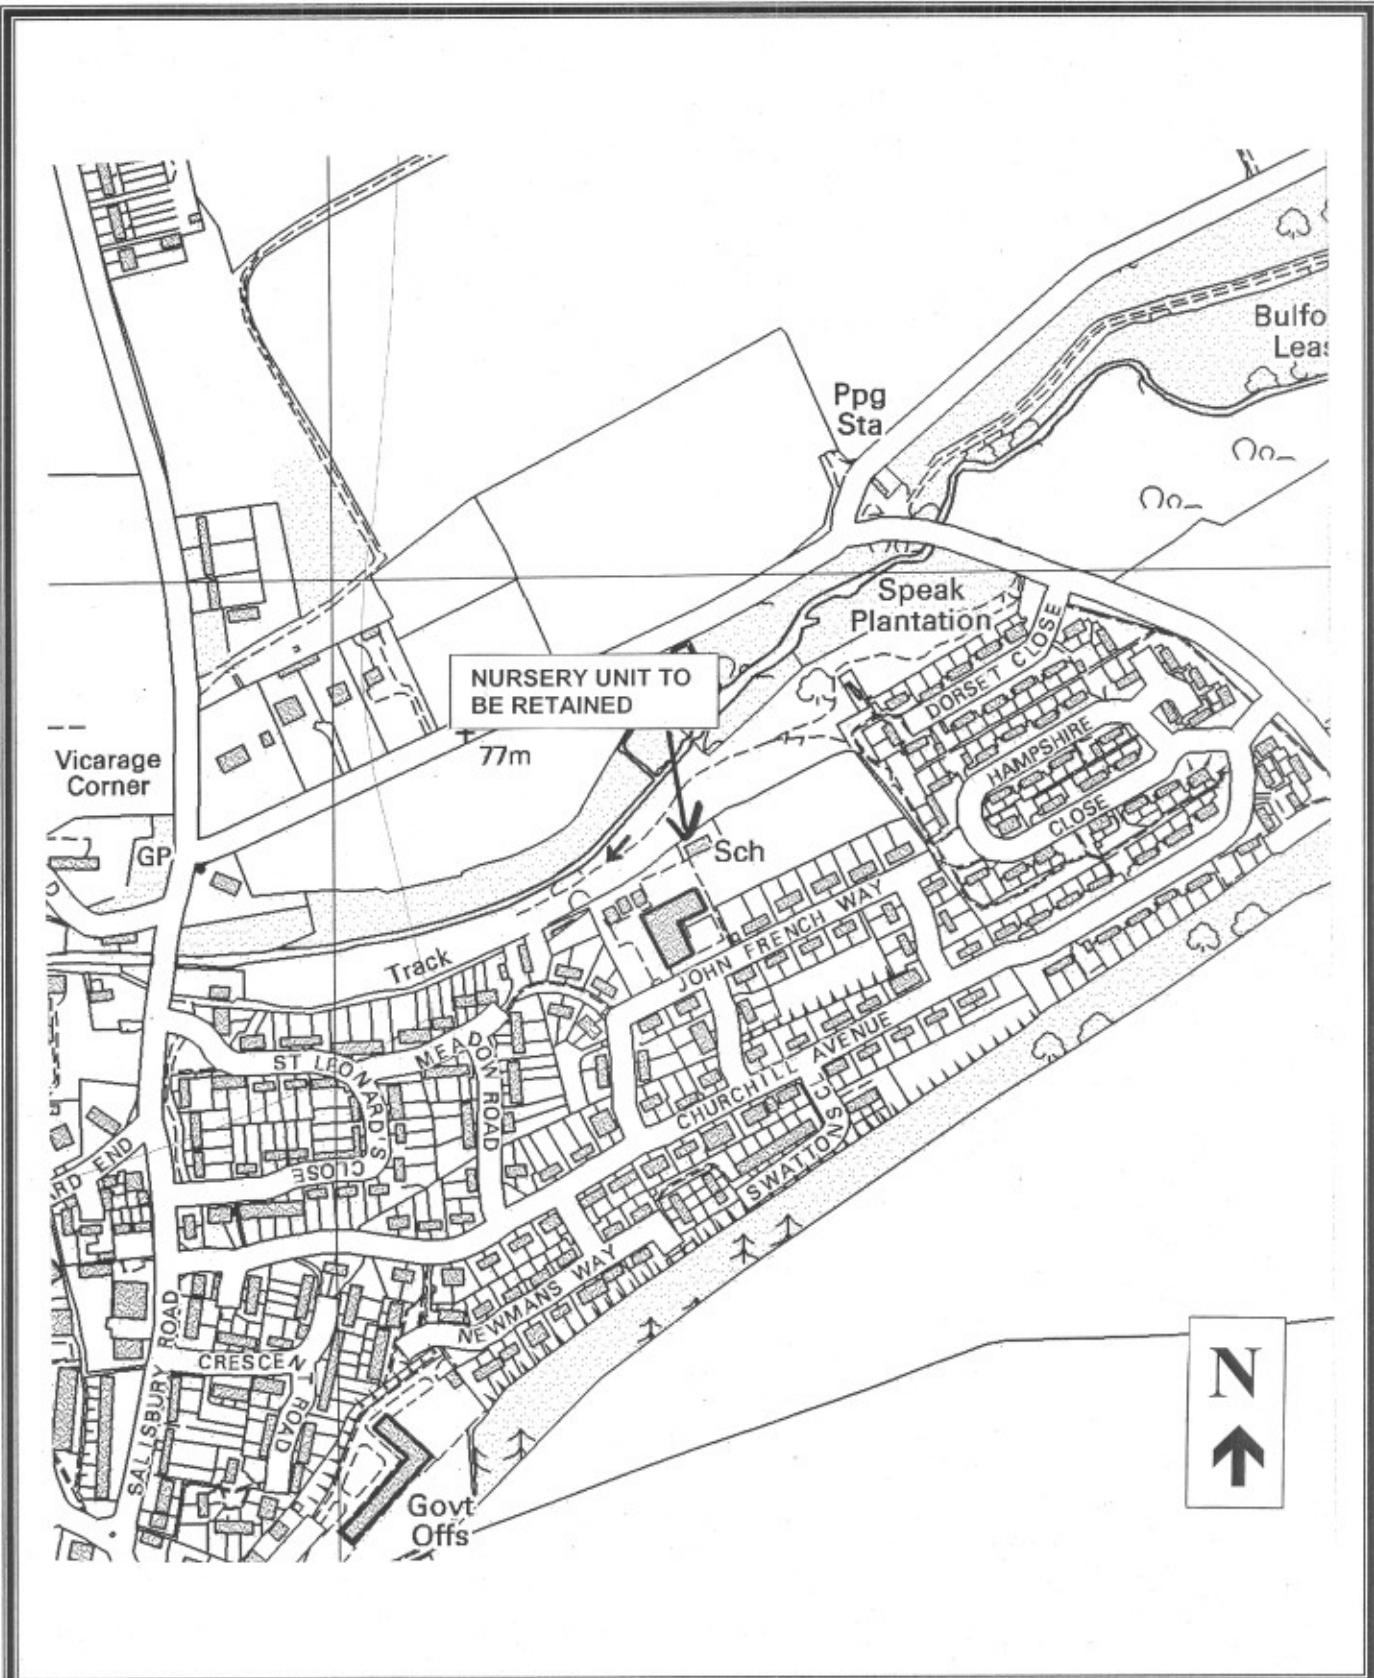 Bulfo
Leas
Ppg
Sta
Speak
Plantation
DORSET CLOSE
NURSERY UNIT TO
BE RETAINED
77m
HAMPSHIRE
CLOSE
Vicarage
Corner
GP
Sch
JOHN FRENCH WAY
Track
MEADOW ROAD
ST LEONARD'S
CLOSE
CHURCHILL AVENUE
SWATTONS CL
ARD END
NEWMANS WAY
SALISBURY ROAD
CRESCENT ROAD
Govt
Offs
N